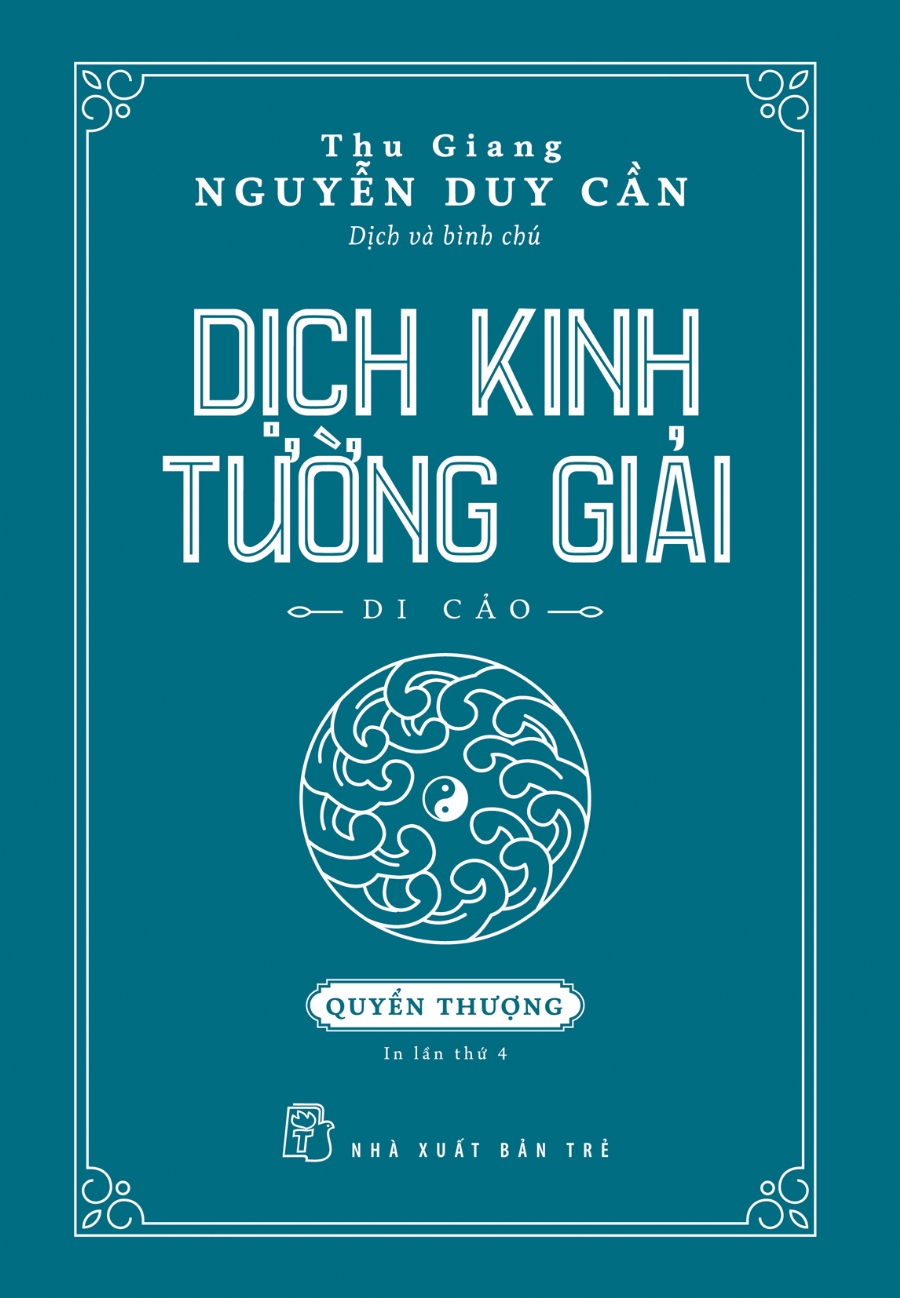 Thu Giang
NGUYỄN DUY CẦN
Dịch và bình chú
DỊCH KINH
TƯỜNG GIẢI
DI CẢO
QUYỂN THƯỢNG
In lần thứ 4
T
NHÀ XUẤT BẢN TRẺ